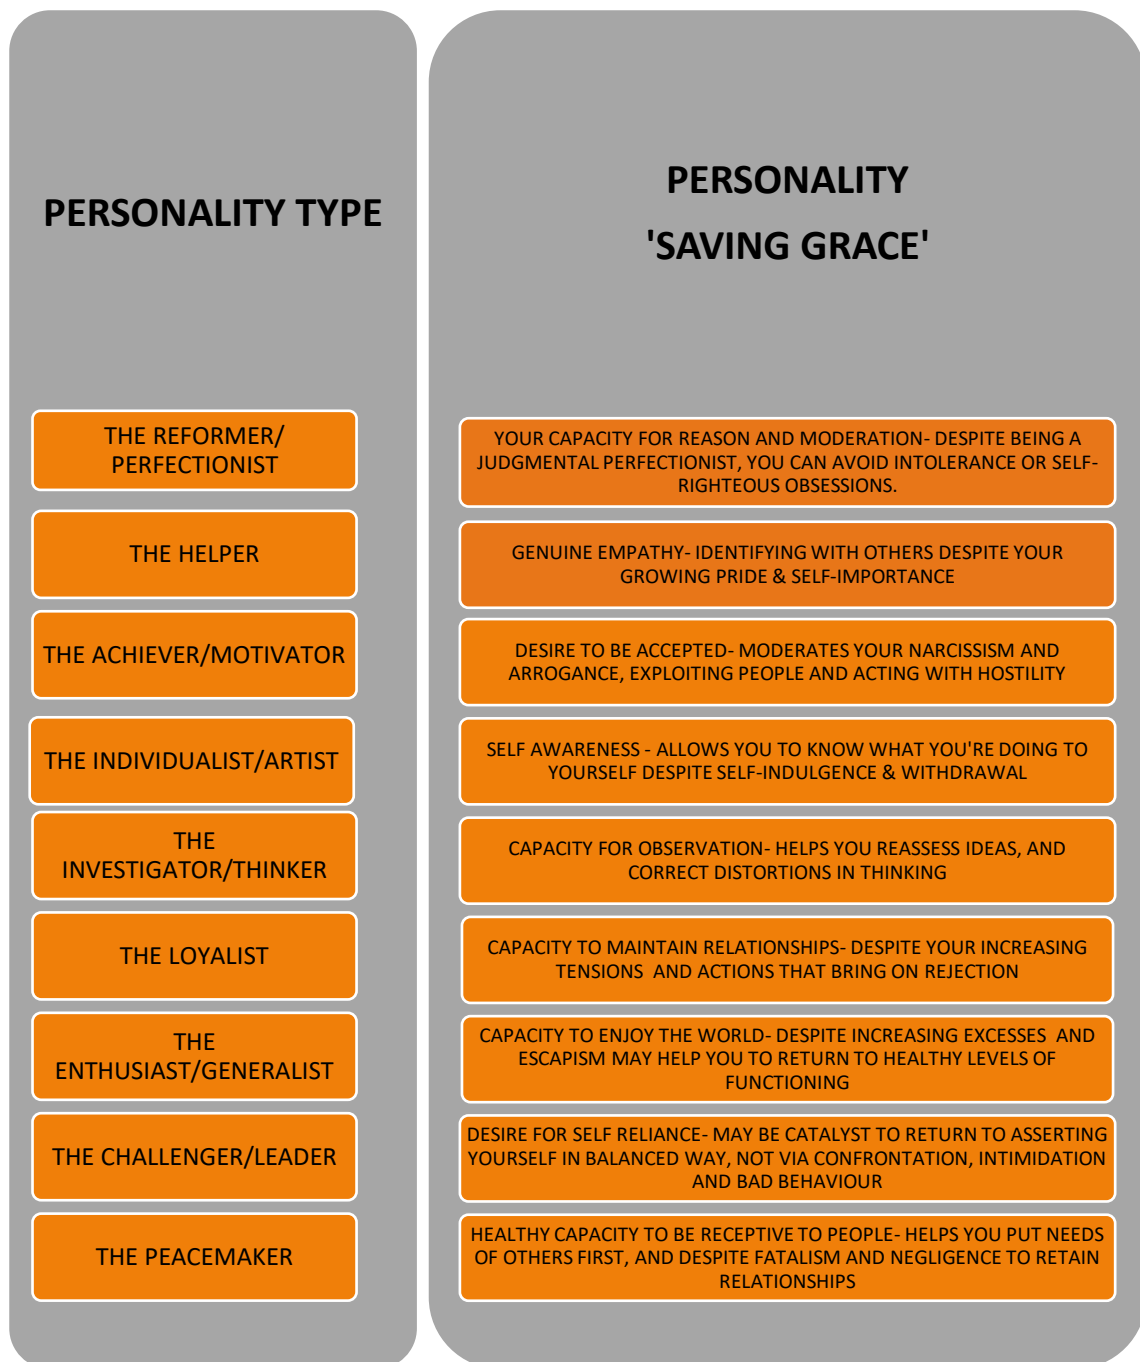 PERSONALITY TYPE
PERSONALITY
'SAVING GRACE'
THE REFORMER/
PERFECTIONIST
YOUR CAPACITY FOR REASON AND MODERATION- DESPITE BEING A
JUDGMENTAL PERFECTIONIST, YOU CAN AVOID INTOLERANCE OR SELF-
RIGHTEOUS OBSESSIONS.
THE HELPER
GENUINE EMPATHY- IDENTIFYING WITH OTHERS DESPITE YOUR
GROWING PRIDE & SELF-IMPORTANCE
THE ACHIEVER/MOTIVATOR
DESIRE TO BE ACCEPTED- MODERATES YOUR NARCISSISM AND
ARROGANCE, EXPLOITING PEOPLE AND ACTING WITH HOSTILITY
THE INDIVIDUALIST/ARTIST
SELF AWARENESS - ALLOWS YOU TO KNOW WHAT YOU'RE DOING TO
YOURSELF DESPITE SELF-INDULGENCE & WITHDRAWAL
THE
INVESTIGATOR/THINKER
CAPACITY FOR OBSERVATION- HELPS YOU REASSESS IDEAS, AND
CORRECT DISTORTIONS IN THINKING
THE LOYALIST
CAPACITY TO MAINTAIN RELATIONSHIPS- DESPITE YOUR INCREASING
TENSIONS  AND ACTIONS THAT BRING ON REJECTION
THE
ENTHUSIAST/GENERALIST
CAPACITY TO ENJOY THE WORLD- DESPITE INCREASING EXCESSES  AND
ESCAPISM MAY HELP YOU TO RETURN TO HEALTHY LEVELS OF
FUNCTIONING
THE CHALLENGER/LEADER
DESIRE FOR SELF RELIANCE- MAY BE CATALYST TO RETURN TO ASSERTING
YOURSELF IN BALANCED WAY, NOT VIA CONFRONTATION, INTIMIDATION
AND BAD BEHAVIOUR
THE PEACEMAKER
HEALTHY CAPACITY TO BE RECEPTIVE TO PEOPLE- HELPS YOU PUT NEEDS
OF OTHERS FIRST, AND DESPITE FATALISM AND NEGLIGENCE TO RETAIN
RELATIONSHIPS